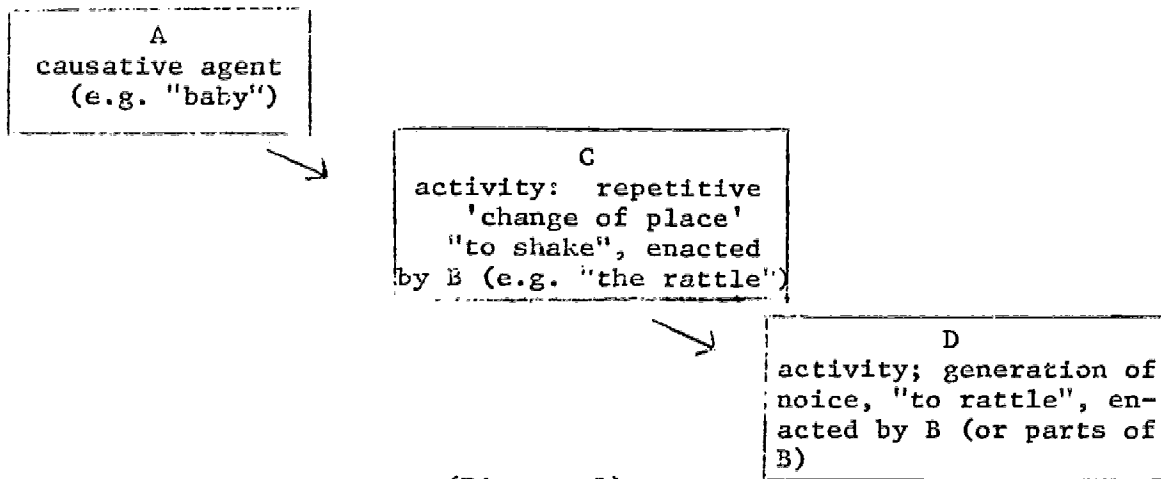 A
causative agent
(e.g. "baby")
C
activity: repetitive
'change of place'
"to shake", enacted
by B (e.g. "the rattle")
D
activity; generation of
noice, "to rattle", en-
acted by B (or parts of
B)